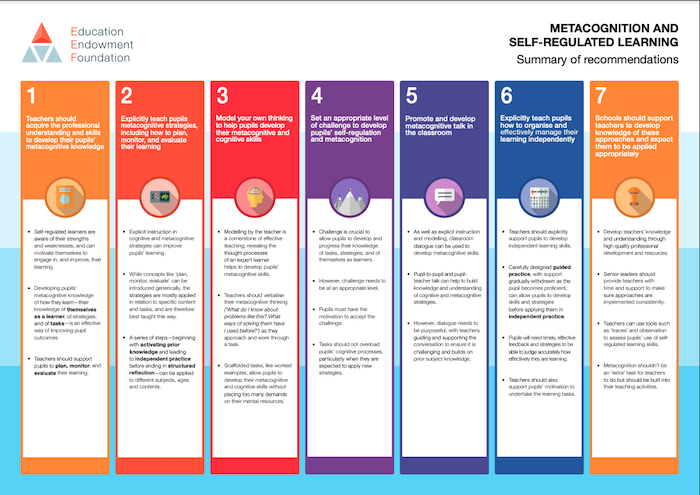 Education
Endowment
Foundation
METACOGNITION AND
SELF-REGULATED LEARNING
Summary of recommendations
1
Teachers should
acquire the professional
understanding and skills
to develop their pupils'
metacognitive knowledge
Self-regulated learners are
aware of their strengths
and weaknesses, and can
motivate themselves to
engage in, and improve, their
learning.
Developing pupils'
metacognitive knowledge
of how they learn—their
knowledge of themselves
as a learner, of strategies,
and of tasks—is an effective
way of improving pupil
outcomes.
Teachers should support
pupils to plan, monitor, and
evaluate their learning.
2
Explicitly teach pupils
metacognitive strategies,
including how to plan,
monitor, and evaluate
their learning
Explicit instruction in
cognitive and metacognitive
strategies can improve
pupils' learning.
While concepts like 'plan,
monitor, evaluate' can be
introduced generically, the
strategies are mostly applied
in relation to specific content
and tasks, and are therefore
best taught this way.
A series of steps—beginning
with activating prior
knowledge and leading
to independent practice
before ending in structured
reflection—can be applied
to different subjects, ages
and contents.
3
Model your own thinking
to help pupils develop
their metacognitive and
cognitive skills
Modelling by the teacher is
a cornerstone of effective
teaching; revealing the
thought processes
of an expert learner
helps to develop pupils'
metacognitive skills.
Teachers should verbalise
their metacognitive thinking
('What do I know about
problems like this? What
ways of solving them have
I used before?') as they
approach and work through
a task.
Scaffolded tasks, like worked
examples, allow pupils to
develop their metacognitive
and cognitive skills without
placing too many demands
on their mental resources.
4
Set an appropriate level
of challenge to develop
pupils' self-regulation
and metacognition
Challenge is crucial to
allow pupils to develop and
progress their knowledge
of tasks, strategies, and of
themselves as learners.
However, challenge needs to
be at an appropriate level.
Pupils must have the
motivation to accept the
challenge.
Tasks should not overload
pupils' cognitive processes,
particularly when they are
expected to apply new
strategies.
5
Promote and develop
metacognitive talk in
the classroom
As well as explicit instruction
and modelling, classroom
dialogue can be used to
develop metacognitive skills.
Pupil-to-pupil and pupil-
teacher talk can help to build
knowledge and understanding
of cognitive and metacognitive
strategies.
However, dialogue needs to
be purposeful, with teachers
guiding and supporting the
conversation to ensure it is
challenging and builds on
prior subject knowledge.
6
Explicitly teach pupils
how to organise and
effectively manage their
learning independently
Teachers should explicitly
support pupils to develop
independent learning skills.
Carefully designed guided
practice, with support
gradually withdrawn as the
pupil becomes proficient,
can allow pupils to develop
skills and strategies
before applying them in
independent practice.
Pupils will need timely, effective
feedback and strategies to be
able to judge accurately how
effectively they are learning.
Teachers should also
support pupils' motivation to
undertake the learning tasks.
7
Schools should support
teachers to develop
knowledge of these
approaches and expect
them to be applied
appropriately
Develop teachers' knowledge
and understanding through
high quality professional
development and resources.
Senior leaders should
provide teachers with
time and support to make
sure approaches are
implemented consistently.
Teachers can use tools such
as 'traces' and observation
to assess pupils' use of
self-regulated learning skills.
Metacognition shouldn't be
an 'extra' task for teachers
to do but should be built into
their teaching activities.